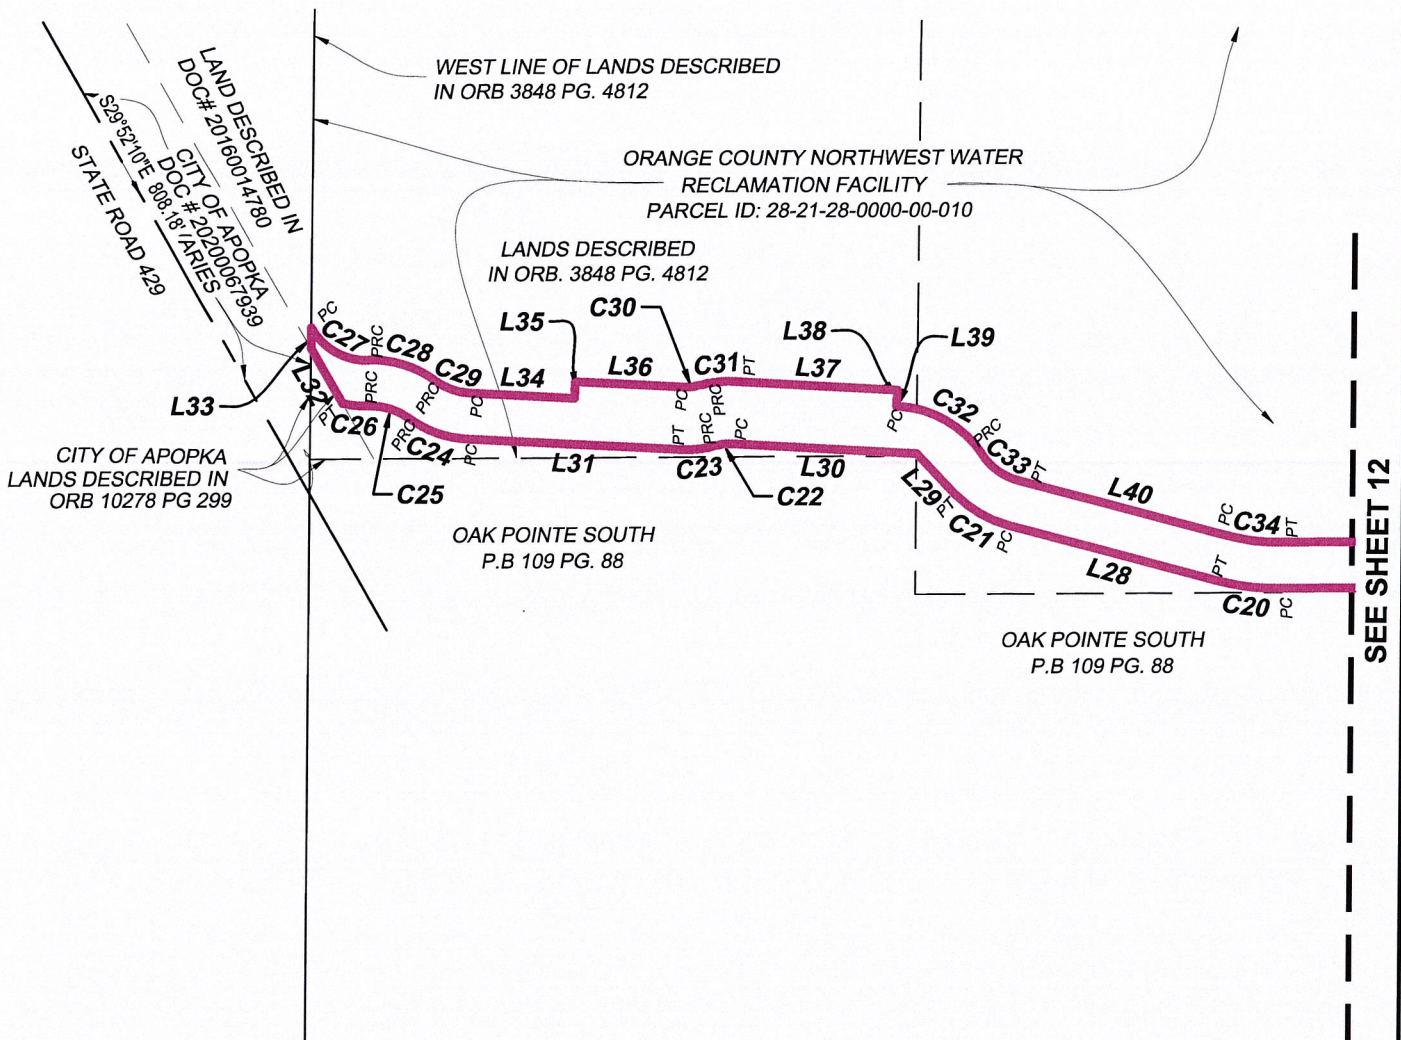 WEST LINE OF LANDS DESCRIBED
IN ORB 3848 PG. 4812
LAND DESCRIBED IN
DOC# 20160014780
S29°52'10"E 808.18'
CITY OF APOPKA
DOC # 20200067939
VARIES
STATE ROAD 429
ORANGE COUNTY NORTHWEST WATER
RECLAMATION FACILITY
PARCEL ID: 28-21-28-0000-00-010
LANDS DESCRIBED
IN ORB. 3848 PG. 4812
C30
L35
L38
L39
PC
C27
PRC
C28
PRC
C29
PC
L34
L36
PC
C31
PRC
PT
L37
PC
C32
PRC
C33
PT
L40
PC
C34
PT
L33
L32
PT
C26
PRC
C25
PRC
C24
PC
L31
PT
C23
PRC
PC
C22
L30
L29
PT
C21
PC
L28
PT
C20
PC
CITY OF APOPKA
LANDS DESCRIBED IN
ORB 10278 PG 299
OAK POINTE SOUTH
P.B 109 PG. 88
OAK POINTE SOUTH
P.B 109 PG. 88
SEE SHEET 12